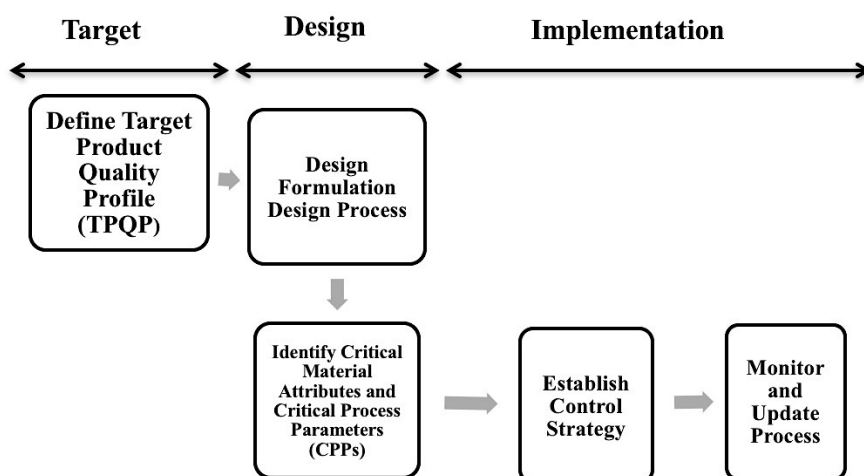 Target
Design
Implementation
Define Target
Product
Quality
Profile
(TPQP)
Design
Formulation
Design Process
Identify Critical
Material
Attributes and
Critical Process
Parameters
(CPPs)
Establish
Control
Strategy
Monitor
and
Update
Process